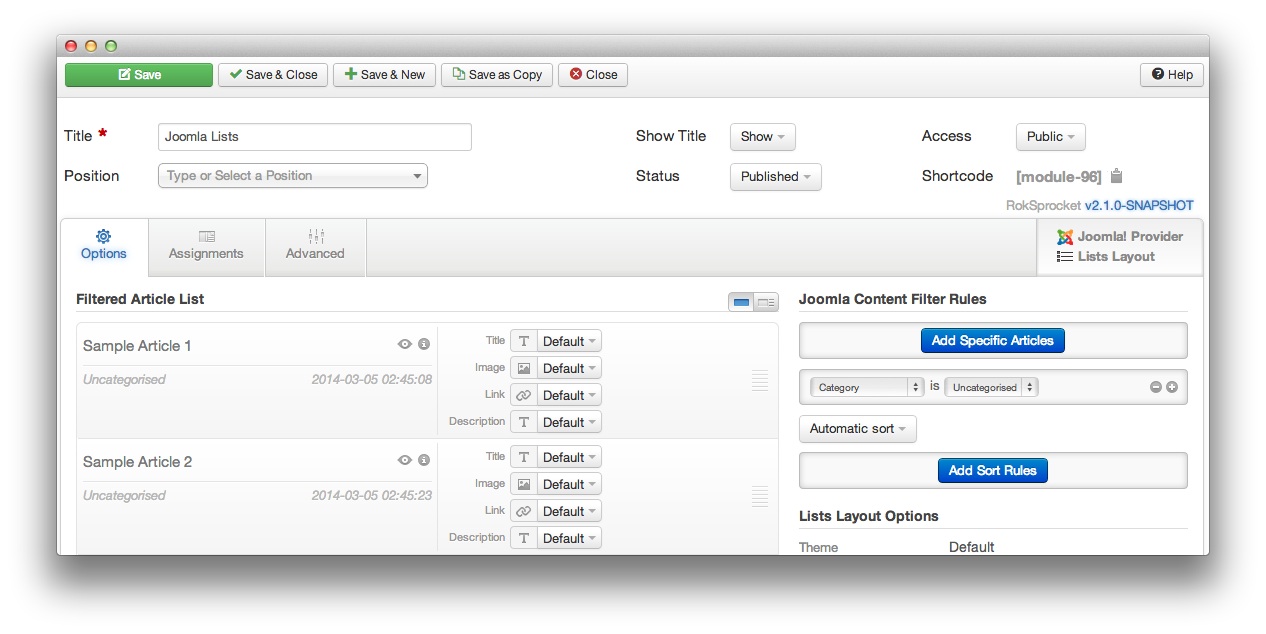 Save Save & Close Save & New Save as Copy Close Help
Title * Joomla Lists Show Title Show Access Public
Position Type or Select a Position Status Published Shortcode [module-96]
RokSprocket v2.1.0-SNAPSHOT
Options Assignments Advanced
Joomla! Provider
Lists Layout
Filtered Article List
Sample Article 1
Uncategorised 2014-03-05 02:45:08
Title T Default
Image Default
Link Default
Description T Default
Sample Article 2
Uncategorised 2014-03-05 02:45:23
Title T Default
Image Default
Link Default
Description T Default
Joomla Content Filter Rules
Add Specific Articles
Category is Uncategorised
Automatic sort
Add Sort Rules
Lists Layout Options
Theme Default